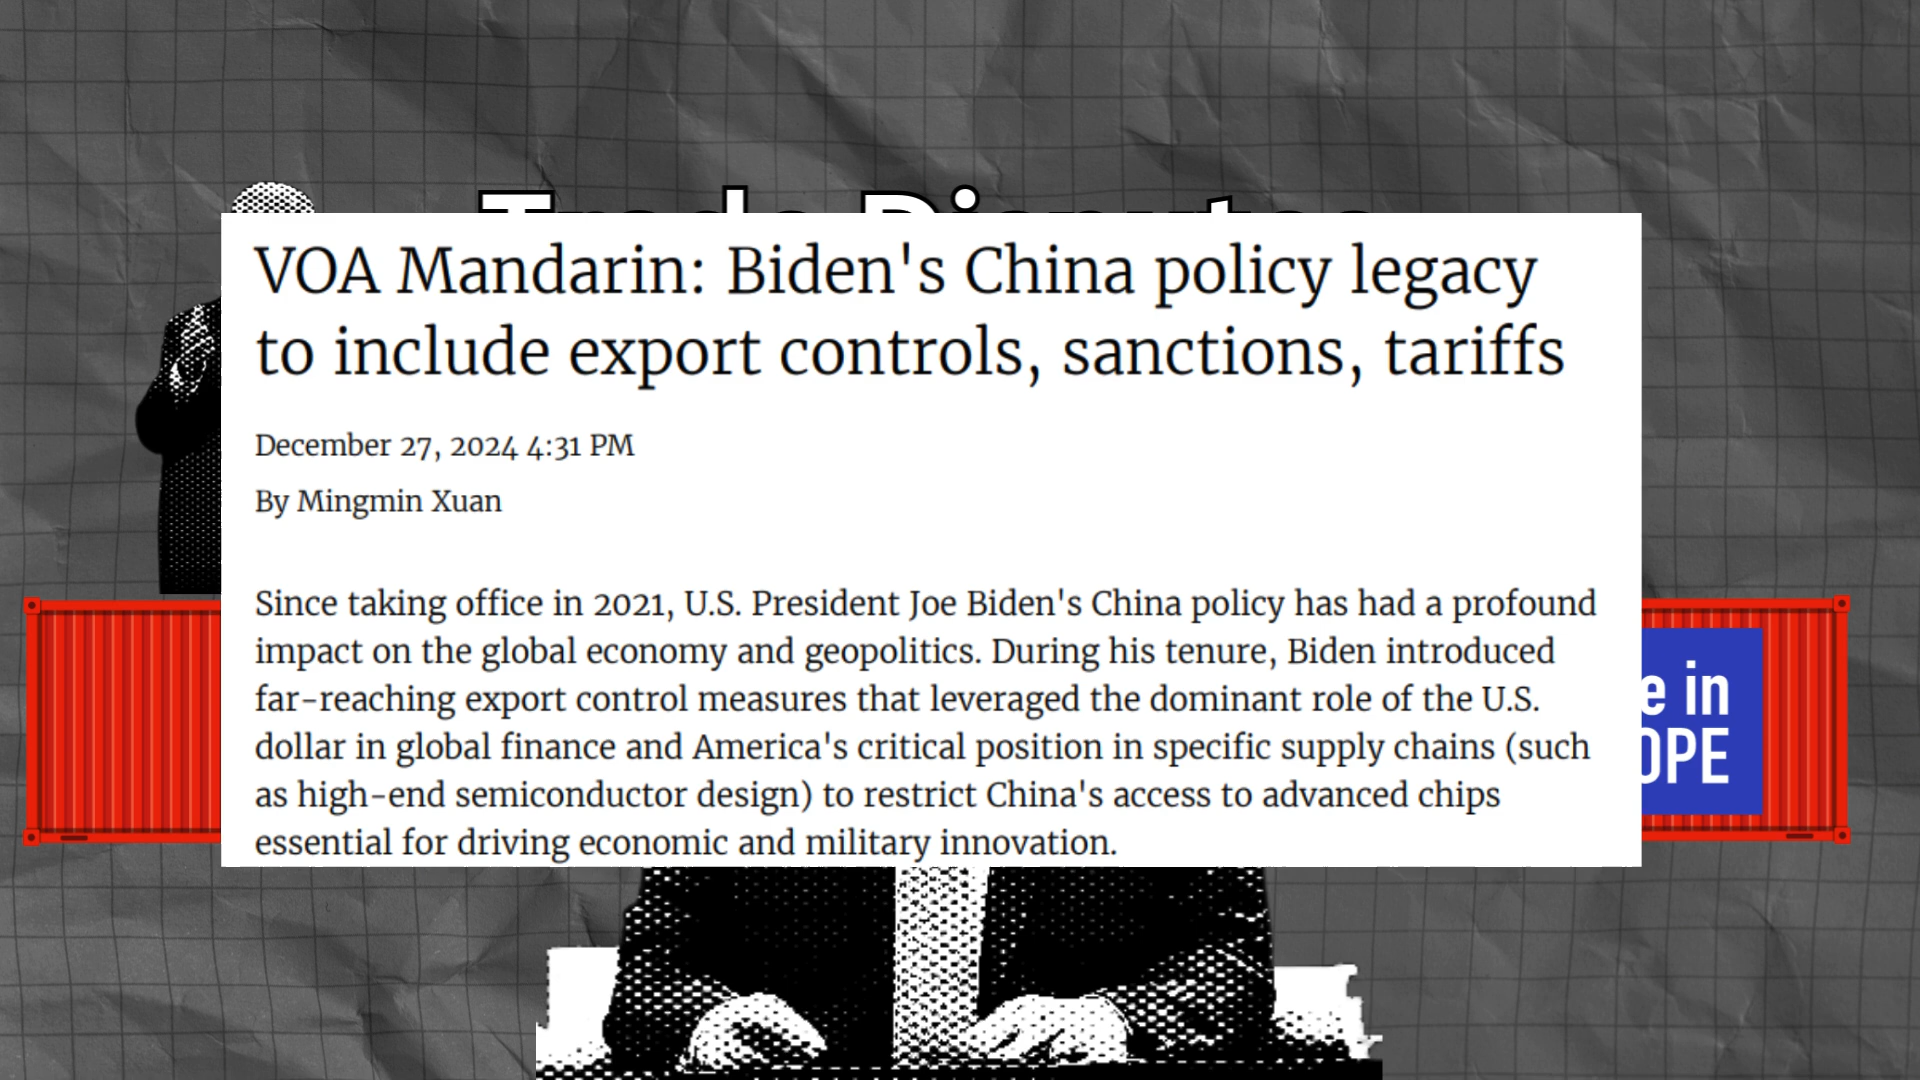 VOA Mandarin: Biden's China policy legacy
to include export controls, sanctions, tariffs
December 27, 2024 4:31 PM
By Mingmin Xuan
Since taking office in 2021, U.S. President Joe Biden's China policy has had a profound
impact on the global economy and geopolitics. During his tenure, Biden introduced
far-reaching export control measures that leveraged the dominant role of the U.S.
dollar in global finance and America's critical position in specific supply chains (such
as high-end semiconductor design) to restrict China's access to advanced chips
essential for driving economic and military innovation.
e in
OPE